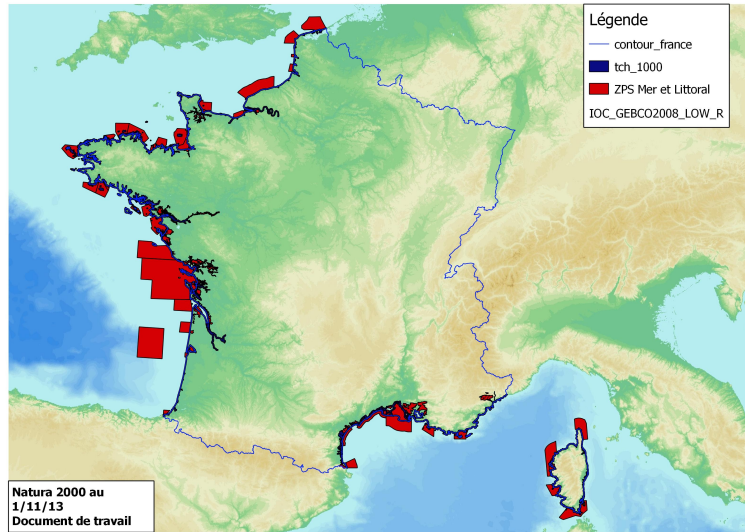 Légende
contour_france
tch_1000
ZPS Mer et Littoral
IOC_GEBCO2008_LOW_R
Natura 2000 au
1/11/13
Document de travail